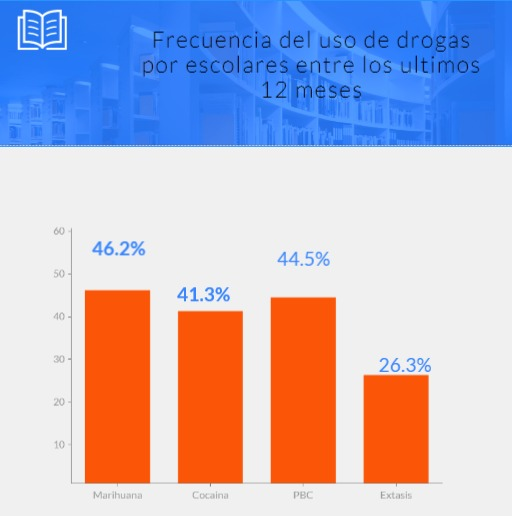 Frecuencia del uso de drogas
por escolares entre los ultimos
12 meses
60
50
40
30
20
10
46.2%
41.3%
44.5%
26.3%
Marihuana Cocaina PBC Extasis